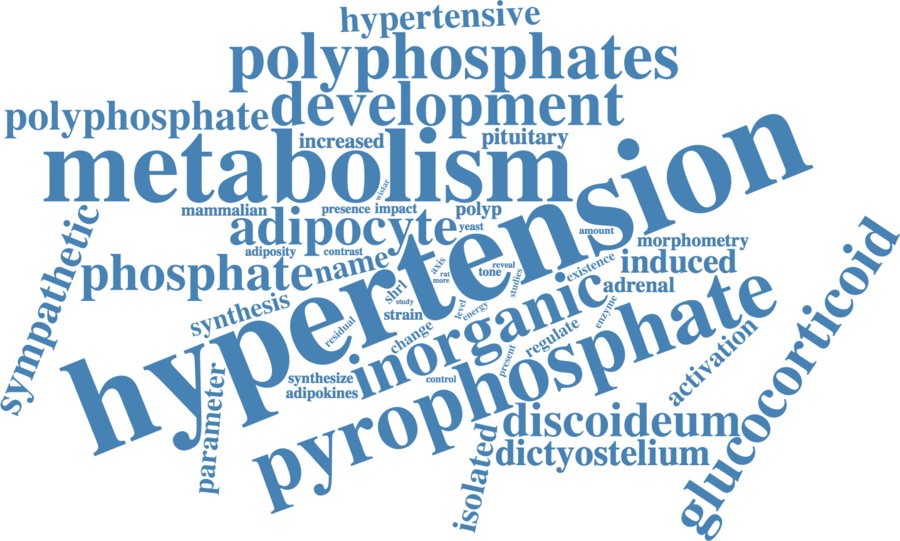 hypertensive
polyphosphates
polyphosphate
development
increased
pituitary
metabolism
wistar
mammalian
presence
impact
polyp
adipocyte
yeast
hypertension
amount
adiposity
contrast
morphometry
sympathetic
phosphate
name
axis
rat
more
reveal
tone
studies
existence
induced
adrenal
glucocorticoid
shrl
study
synthesis
strain
level
energy
inorganic
enzyme
residual
change
regulate
present
pyrophosphate
activation
synthesize
adipokines
control
parameter
discoideum
dictyostelium
isolated